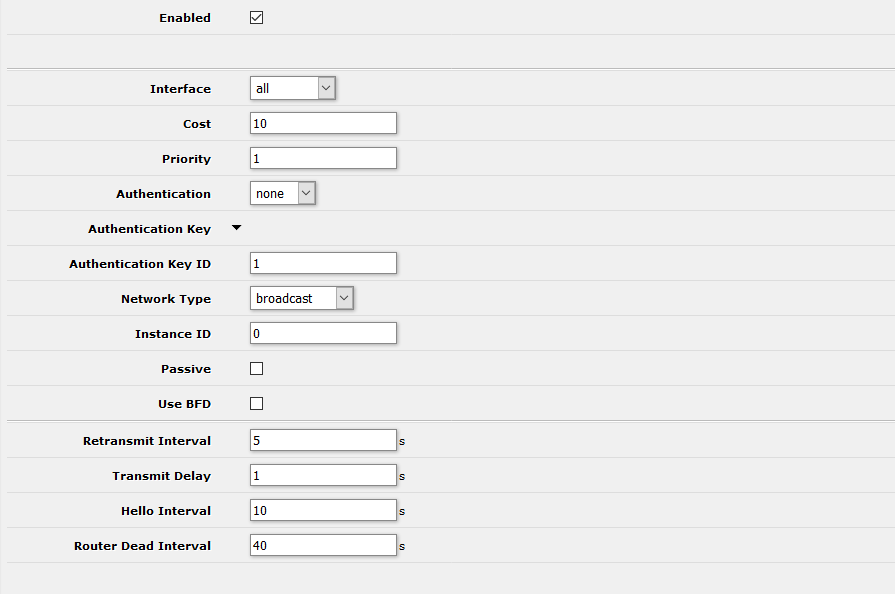 Enabled
Interface all
Cost 10
Priority 1
Authentication none
Authentication Key
Authentication Key ID 1
Network Type broadcast
Instance ID 0
Passive
Use BFD
Retransmit Interval 5 s
Transmit Delay 1 s
Hello Interval 10 s
Router Dead Interval 40 s